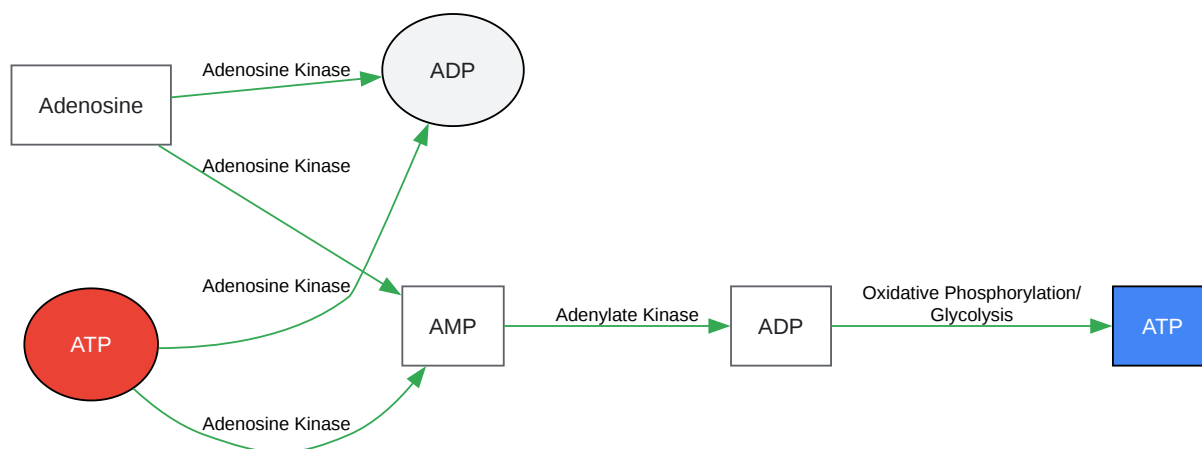 Adenosine Kinase
ADP
Adenosine
Adenosine Kinase
Adenosine Kinase
Oxidative Phosphorylation/
Glycolysis
ATP
AMP
Adenylate Kinase
ADP
ATP
Adenosine Kinase